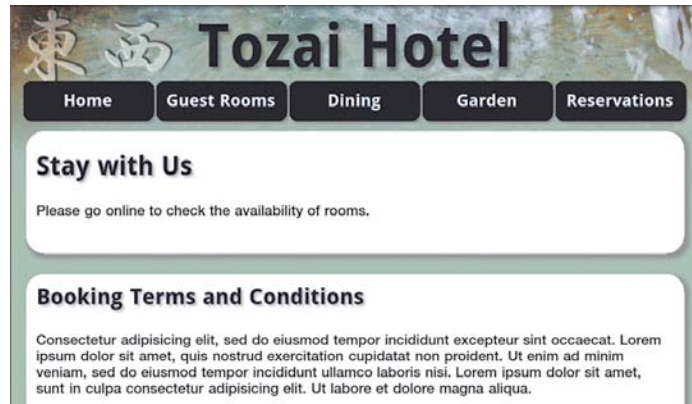 東西 Tozai Hotel
Home Guest Rooms Dining Garden Reservations
Stay with Us
Please go online to check the availability of rooms.
Booking Terms and Conditions
Consectetur adipisicing elit, sed do eiusmod tempor incididunt excepteur sint occaecat. Lorem
ipsum dolor sit amet, quis nostrud exercitation cupidatat non proident. Ut enim ad minim
veniam, sed do eiusmod tempor incididunt ullamco laboris nisi. Lorem ipsum dolor sit amet,
sunt in culpa consectetur adipisicing elit. Ut labore et dolore magna aliqua.